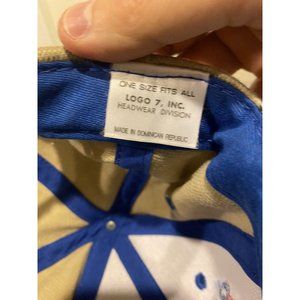 ONE SIZE FITS ALL
LOGO 7, INC.
HEADWEAR DIVISION
MADE IN DOMINICAN REPUBLIC